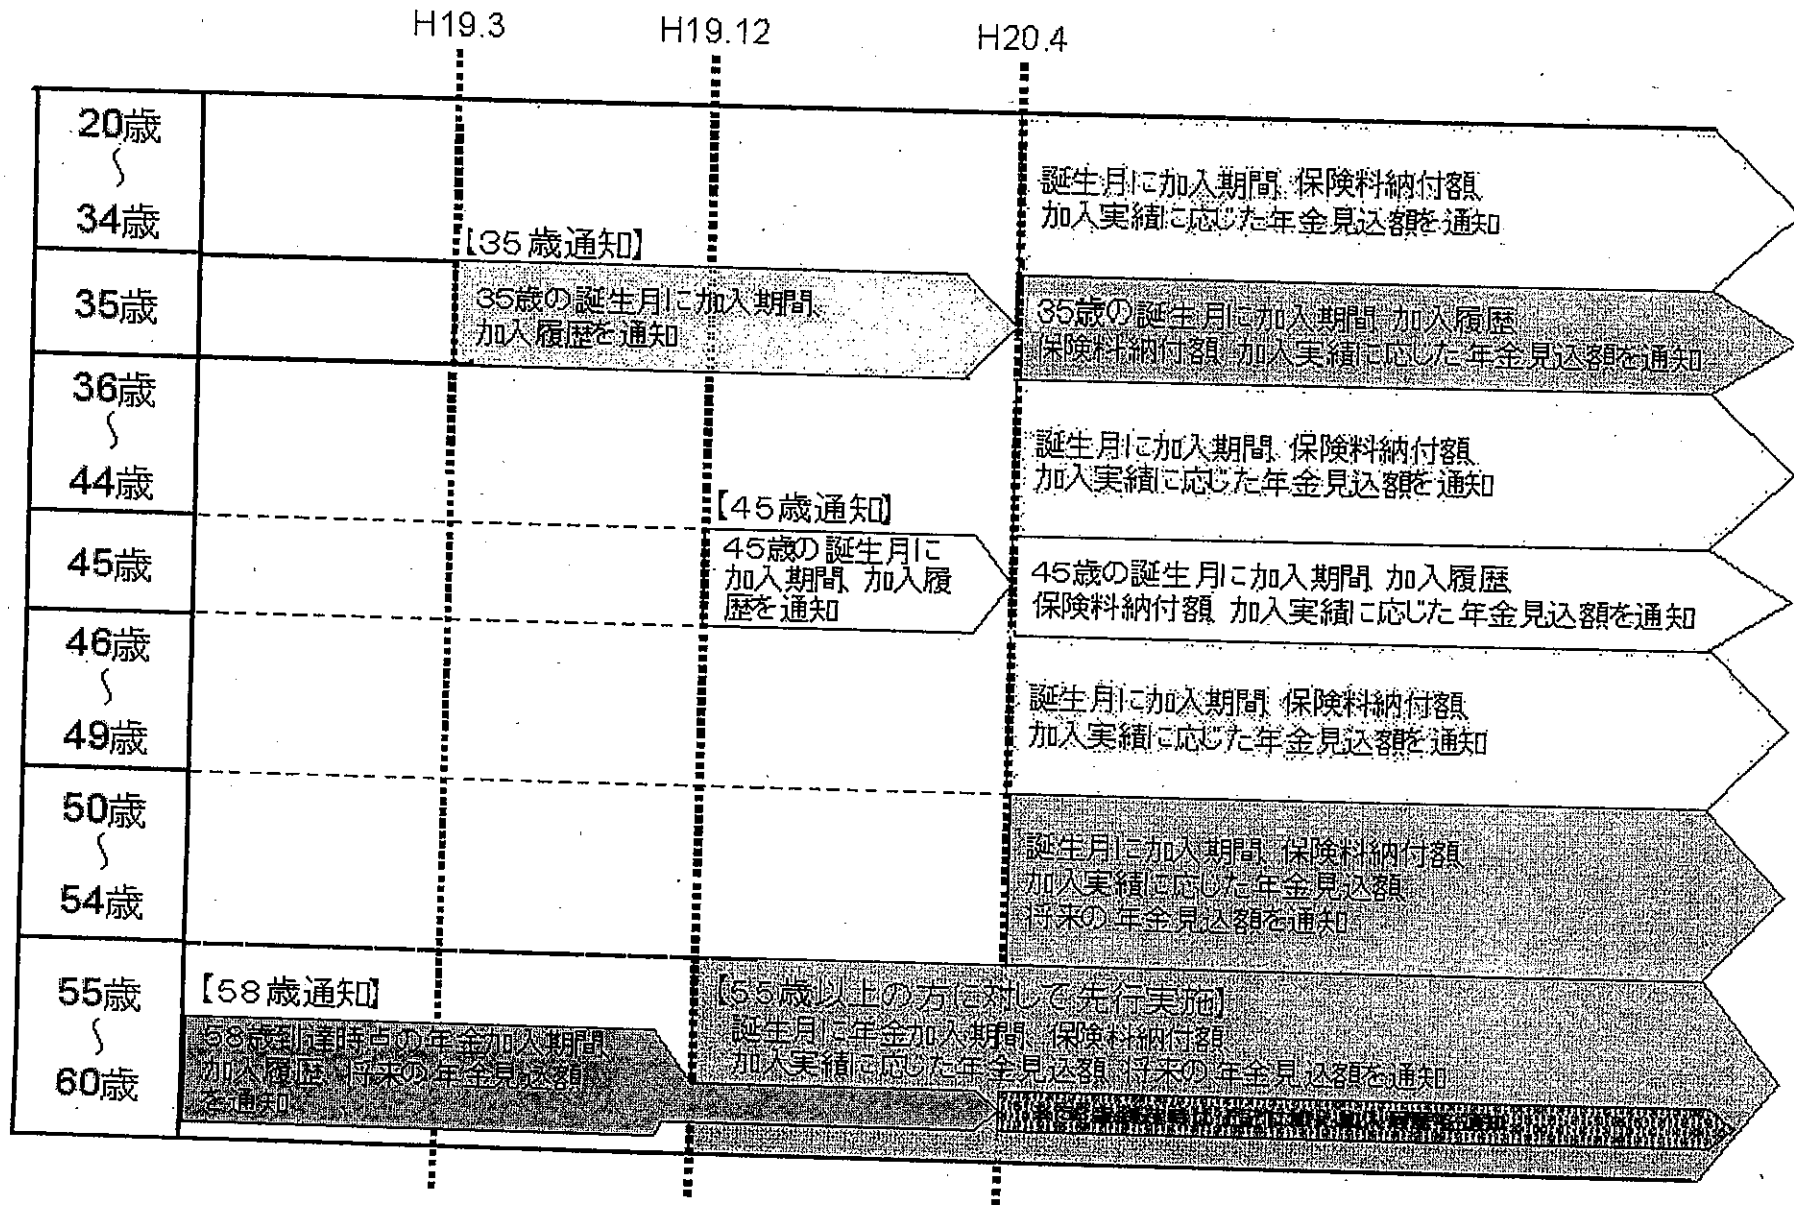 H19.3
H19.12
H20.4
20歳
～
34歳
誕生月に加入期間、保険料納付額、
加入実績に応じた年金見込額を通知
【35歳通知】
35歳
35歳の誕生月に加入期間、
加入履歴を通知
35歳の誕生月に加入期間、加入履歴、
保険料納付額、加入実績に応じた年金見込額を通知
36歳
～
44歳
誕生月に加入期間、保険料納付額、
加入実績に応じた年金見込額を通知
【45歳通知】
45歳
45歳の誕生月に
加入期間、加入履
歴を通知
45歳の誕生月に加入期間、加入履歴、
保険料納付額、加入実績に応じた年金見込額を通知
46歳
～
49歳
誕生月に加入期間、保険料納付額、
加入実績に応じた年金見込額を通知
50歳
～
54歳
誕生月に加入期間、保険料納付額、
加入実績に応じた年金見込額、
将来の年金見込額を通知
55歳
～
60歳
【58歳通知】
58歳到達時点の年金加入期間、
加入履歴、将来の年金見込額
を通知
【55歳以上の方に対して先行実施】
誕生月に年金加入期間、保険料納付額、
加入実績に応じた年金見込額、将来の年金見込額を通知